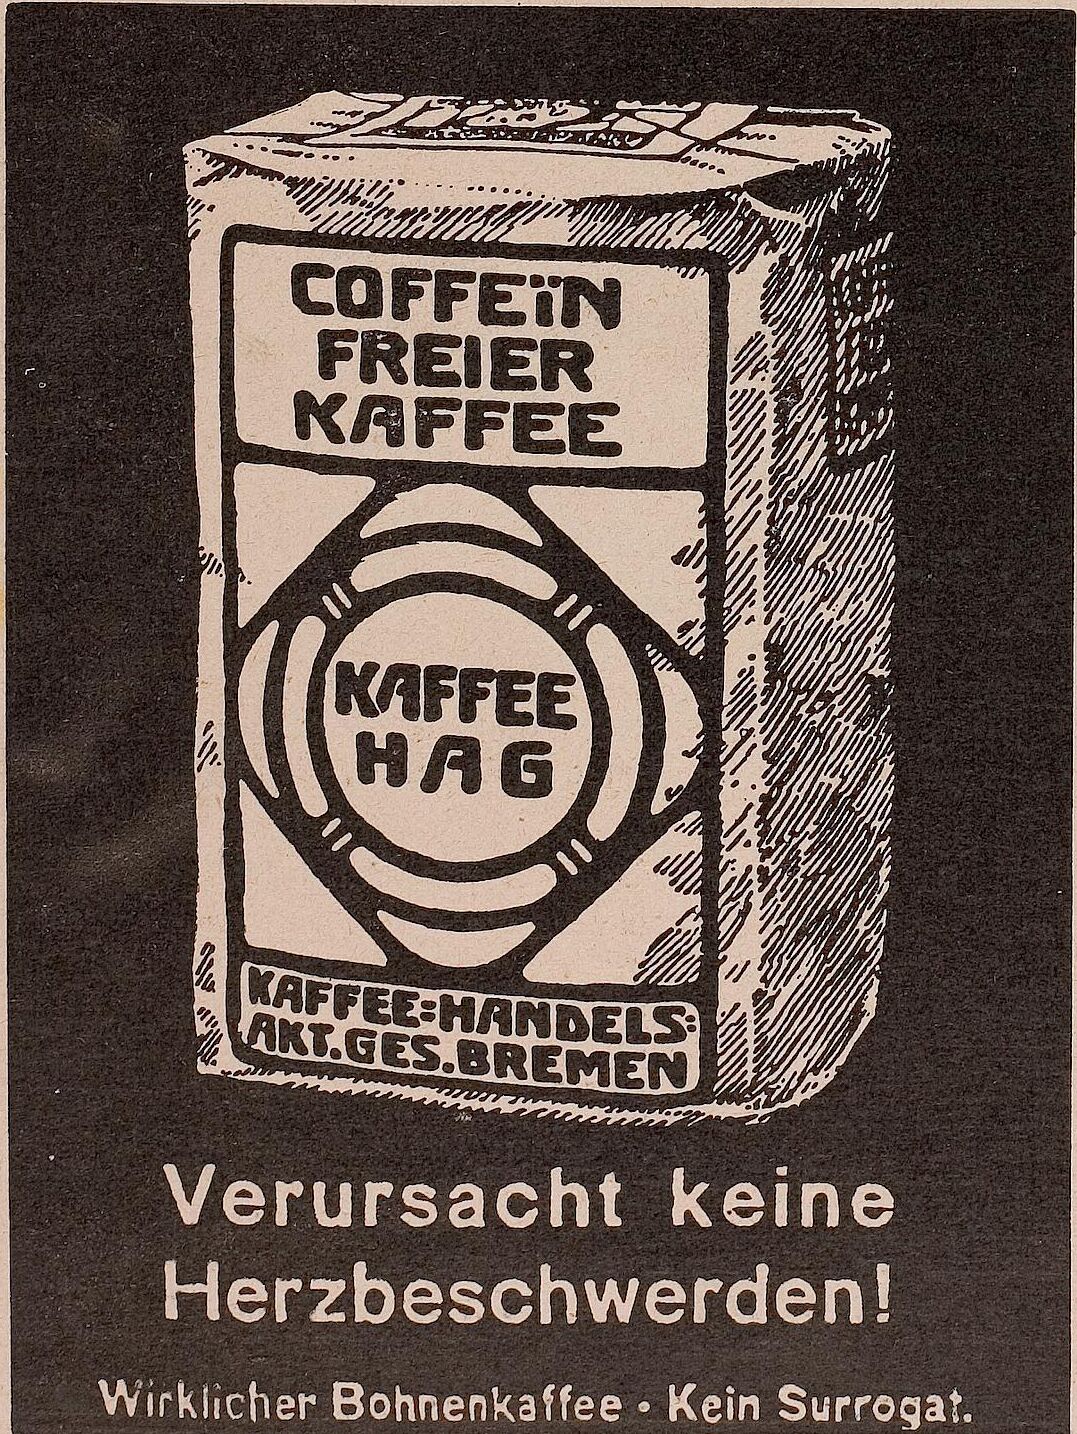 COFFEÏN
FREIER
KAFFEE
KAFFEE
HAG
KAFFEE=HANDELS=
AKT.GES.BREMEN
Verursacht keine
Herzbeschwerden!
Wirklicher Bohnenkaffee • Kein Surrogat.